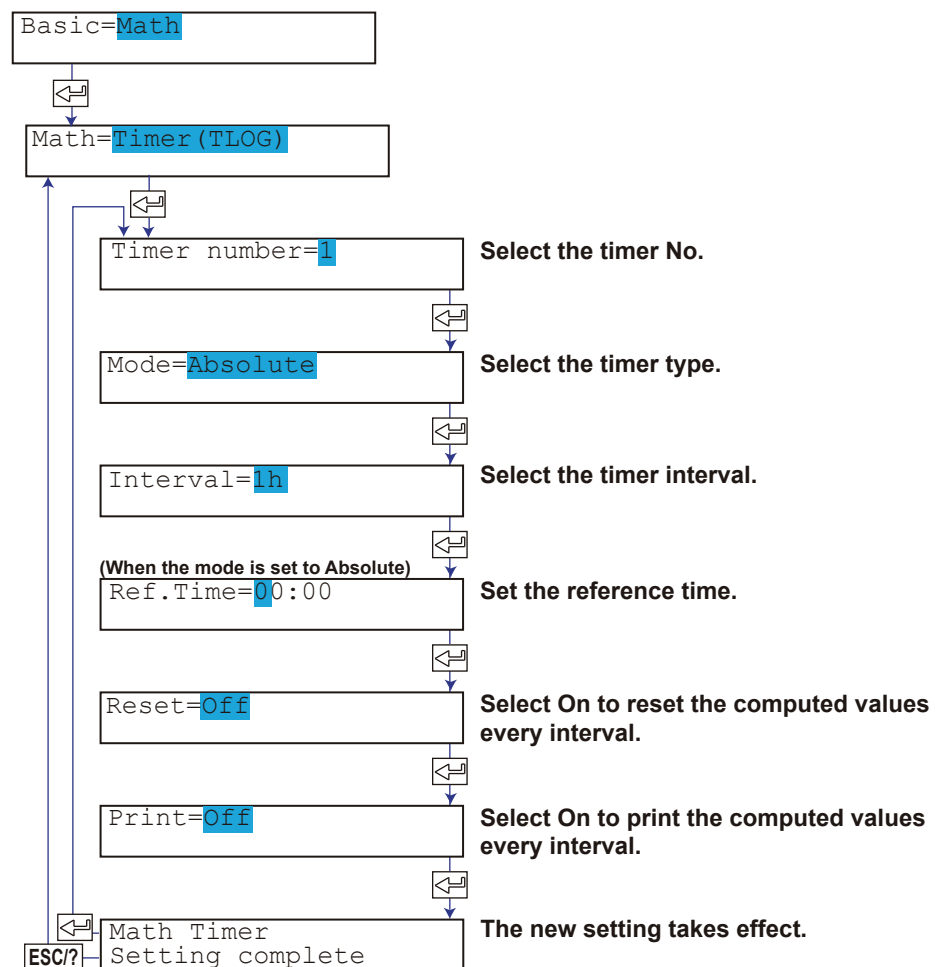 Basic=Math
Math=Timer(TLOG)
Timer number=1
Select the timer No.
Mode=Absolute
Select the timer type.
Interval=1h
Select the timer interval.
(When the mode is set to Absolute)
Ref.Time=00:00
Set the reference time.
Reset=Off
Select On to reset the computed values
every interval.
Print=Off
Select On to print the computed values
every interval.
Math Timer
Setting complete
The new setting takes effect.
ESC/?